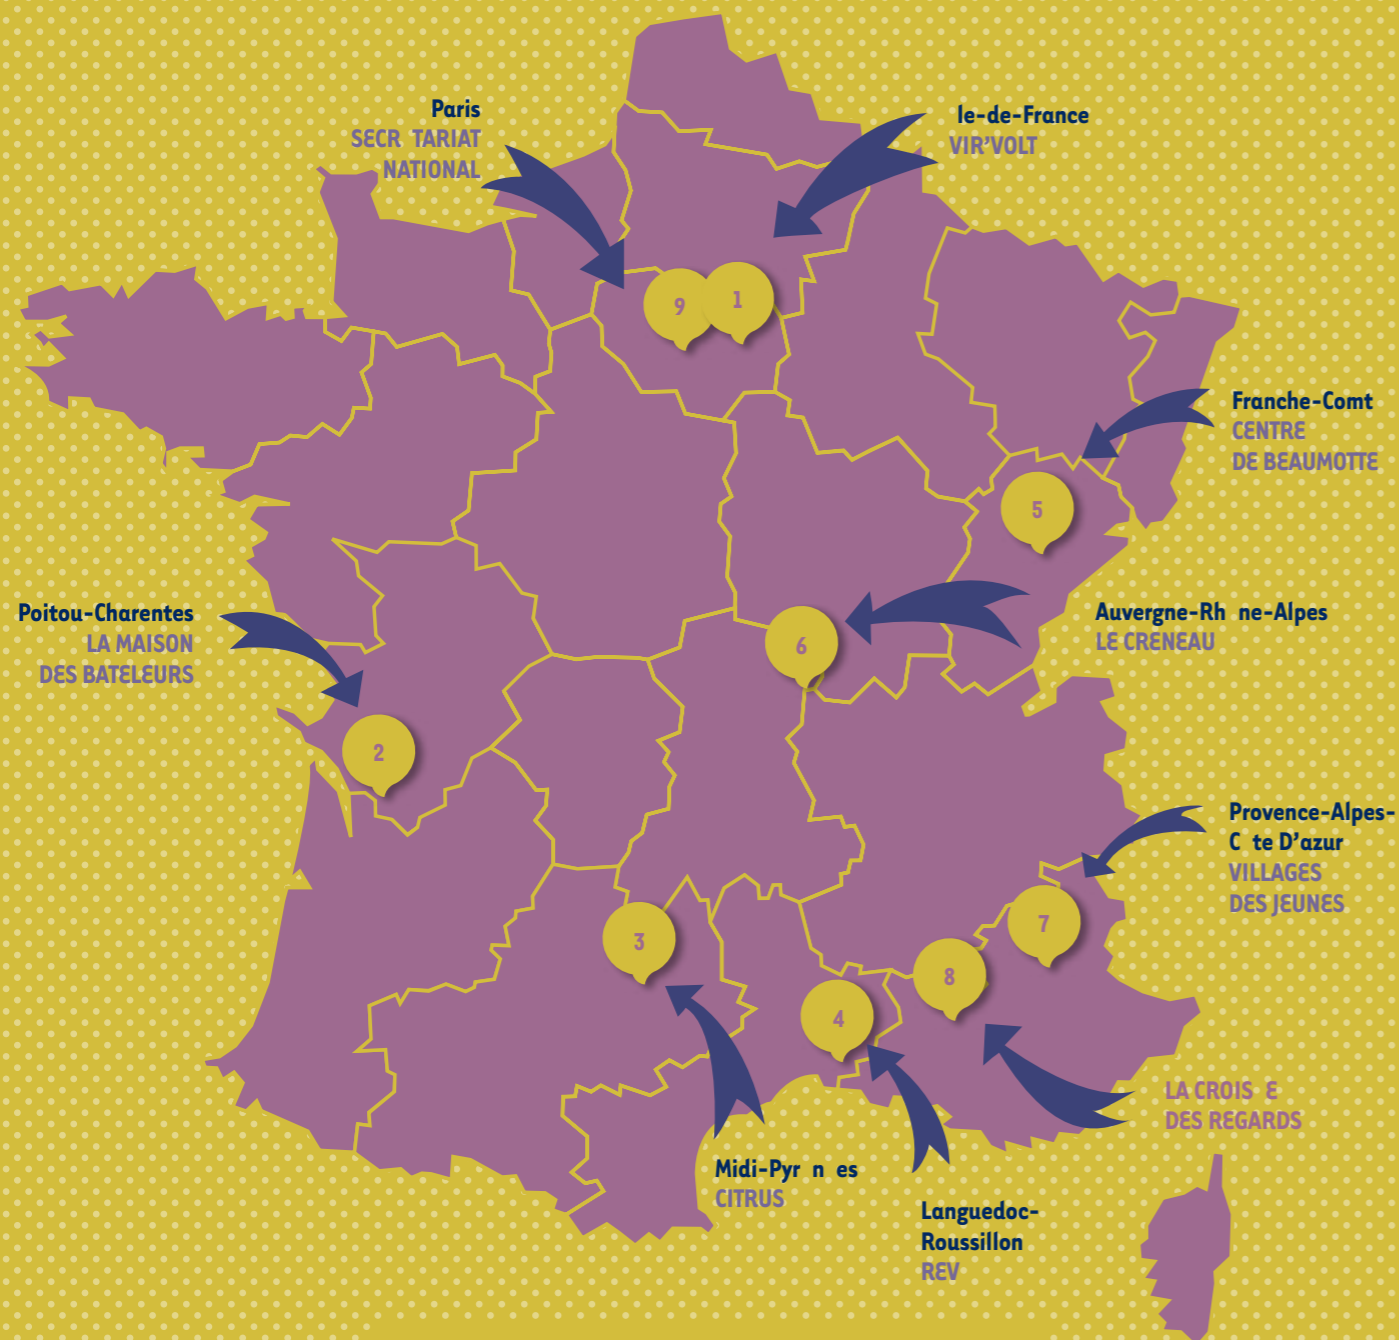 Paris
SECR TARIAT
NATIONAL
le-de-France
VIR'VOLT
9
1
Franche-Comt
CENTRE
DE BEAUMOTTE
5
Poitou-Charentes
LA MAISON
DES BATELEURS
Auvergne-Rh ne-Alpes
LE CRENEAU
6
2
Provence-Alpes-
C te D’azur
VILLAGES
DES JEUNES
7
3
8
4
LA CROIS E
DES REGARDS
Midi-Pyr n es
CITRUS
Languedoc-
Roussillon
REV